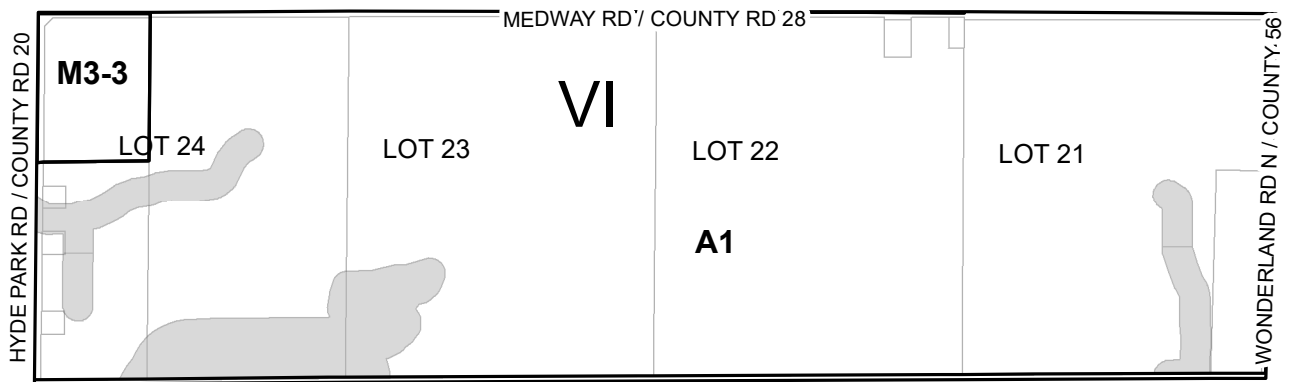 MEDWAY RD / COUNTY RD 28
HYDE PARK RD / COUNTY RD 20
M3-3
VI
LOT 24
LOT 23
LOT 22
LOT 21
A1
WONDERLAND RD N / COUNTY 56